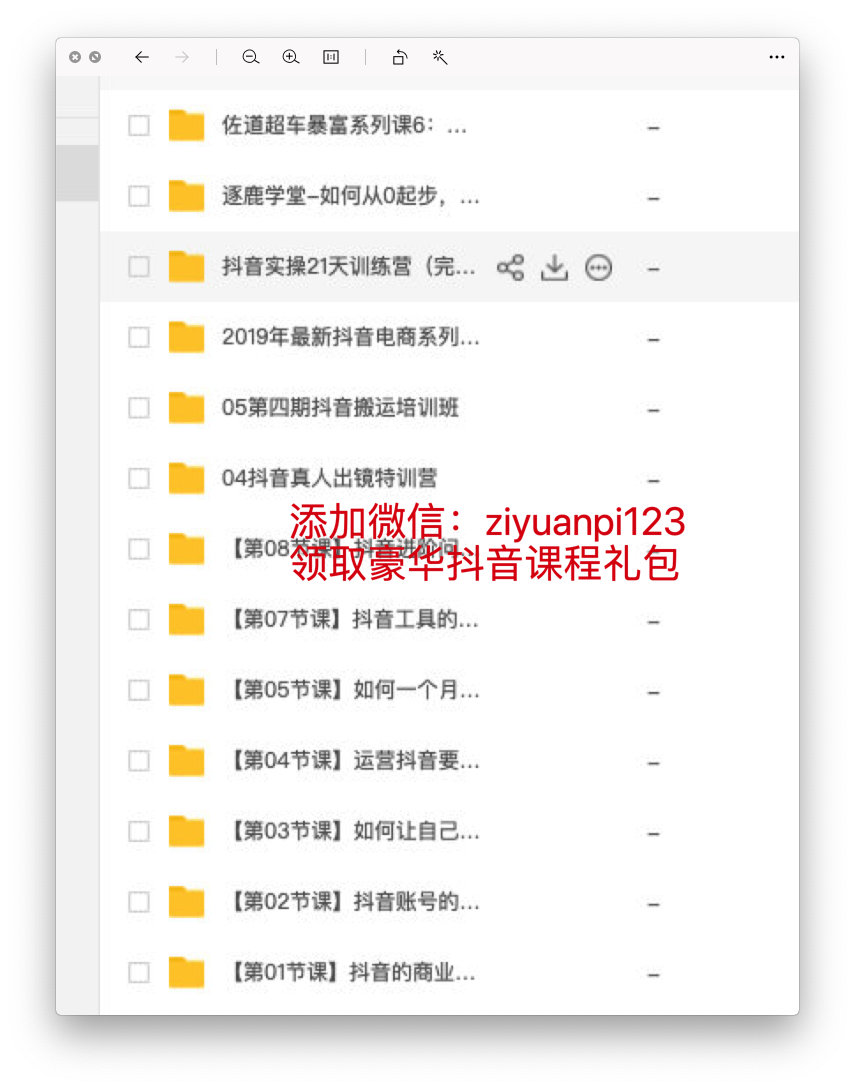 佐道超车暴富系列课6：...
逐鹿学堂-如何从0起步，...
抖音实操21天训练营（完...
2019年最新抖音电商系列...
05第四期抖音搬运培训班
04抖音真人出镜特训营
添加微信：ziyuanpi123
【第08节课】抖音进阶问...
领取豪华抖音课程礼包
【第07节课】抖音工具的...
【第05节课】如何一个月...
【第04节课】运营抖音要...
【第03节课】如何让自己...
【第02节课】抖音账号的...
【第01节课】抖音的商业...